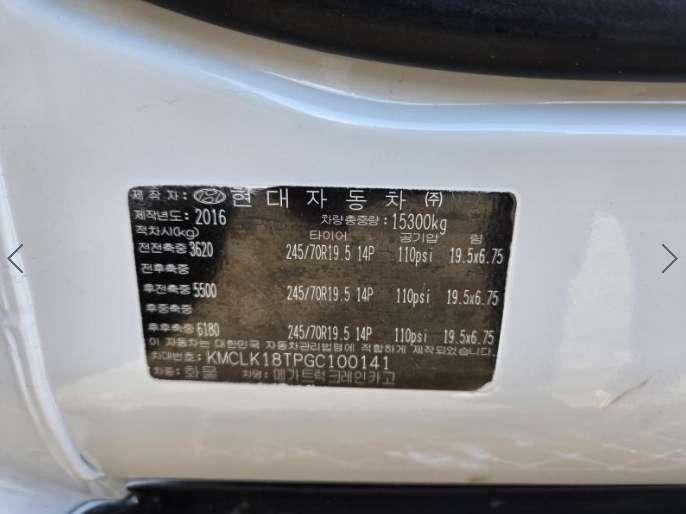 제작자: 현대자동차 ㈜
제작년도: 2016 차량총중량: 15300kg
적차시(kg) 타이어 공기압 림
전전축중 3620 245/70R19.5 14P 110psi 19.5x6.75
전후축중
후전축중 5500 245/70R19.5 14P 110psi 19.5x6.75
후중축중
후후축중 6180 245/70R19.5 14P 110psi 19.5x6.75
이 자동차는 대한민국 자동차관리법령에 적합하게 제작되었습니다
차대번호: KMCLK18TPGC100141
차종: 화물 차명: 메가트럭크레인카고